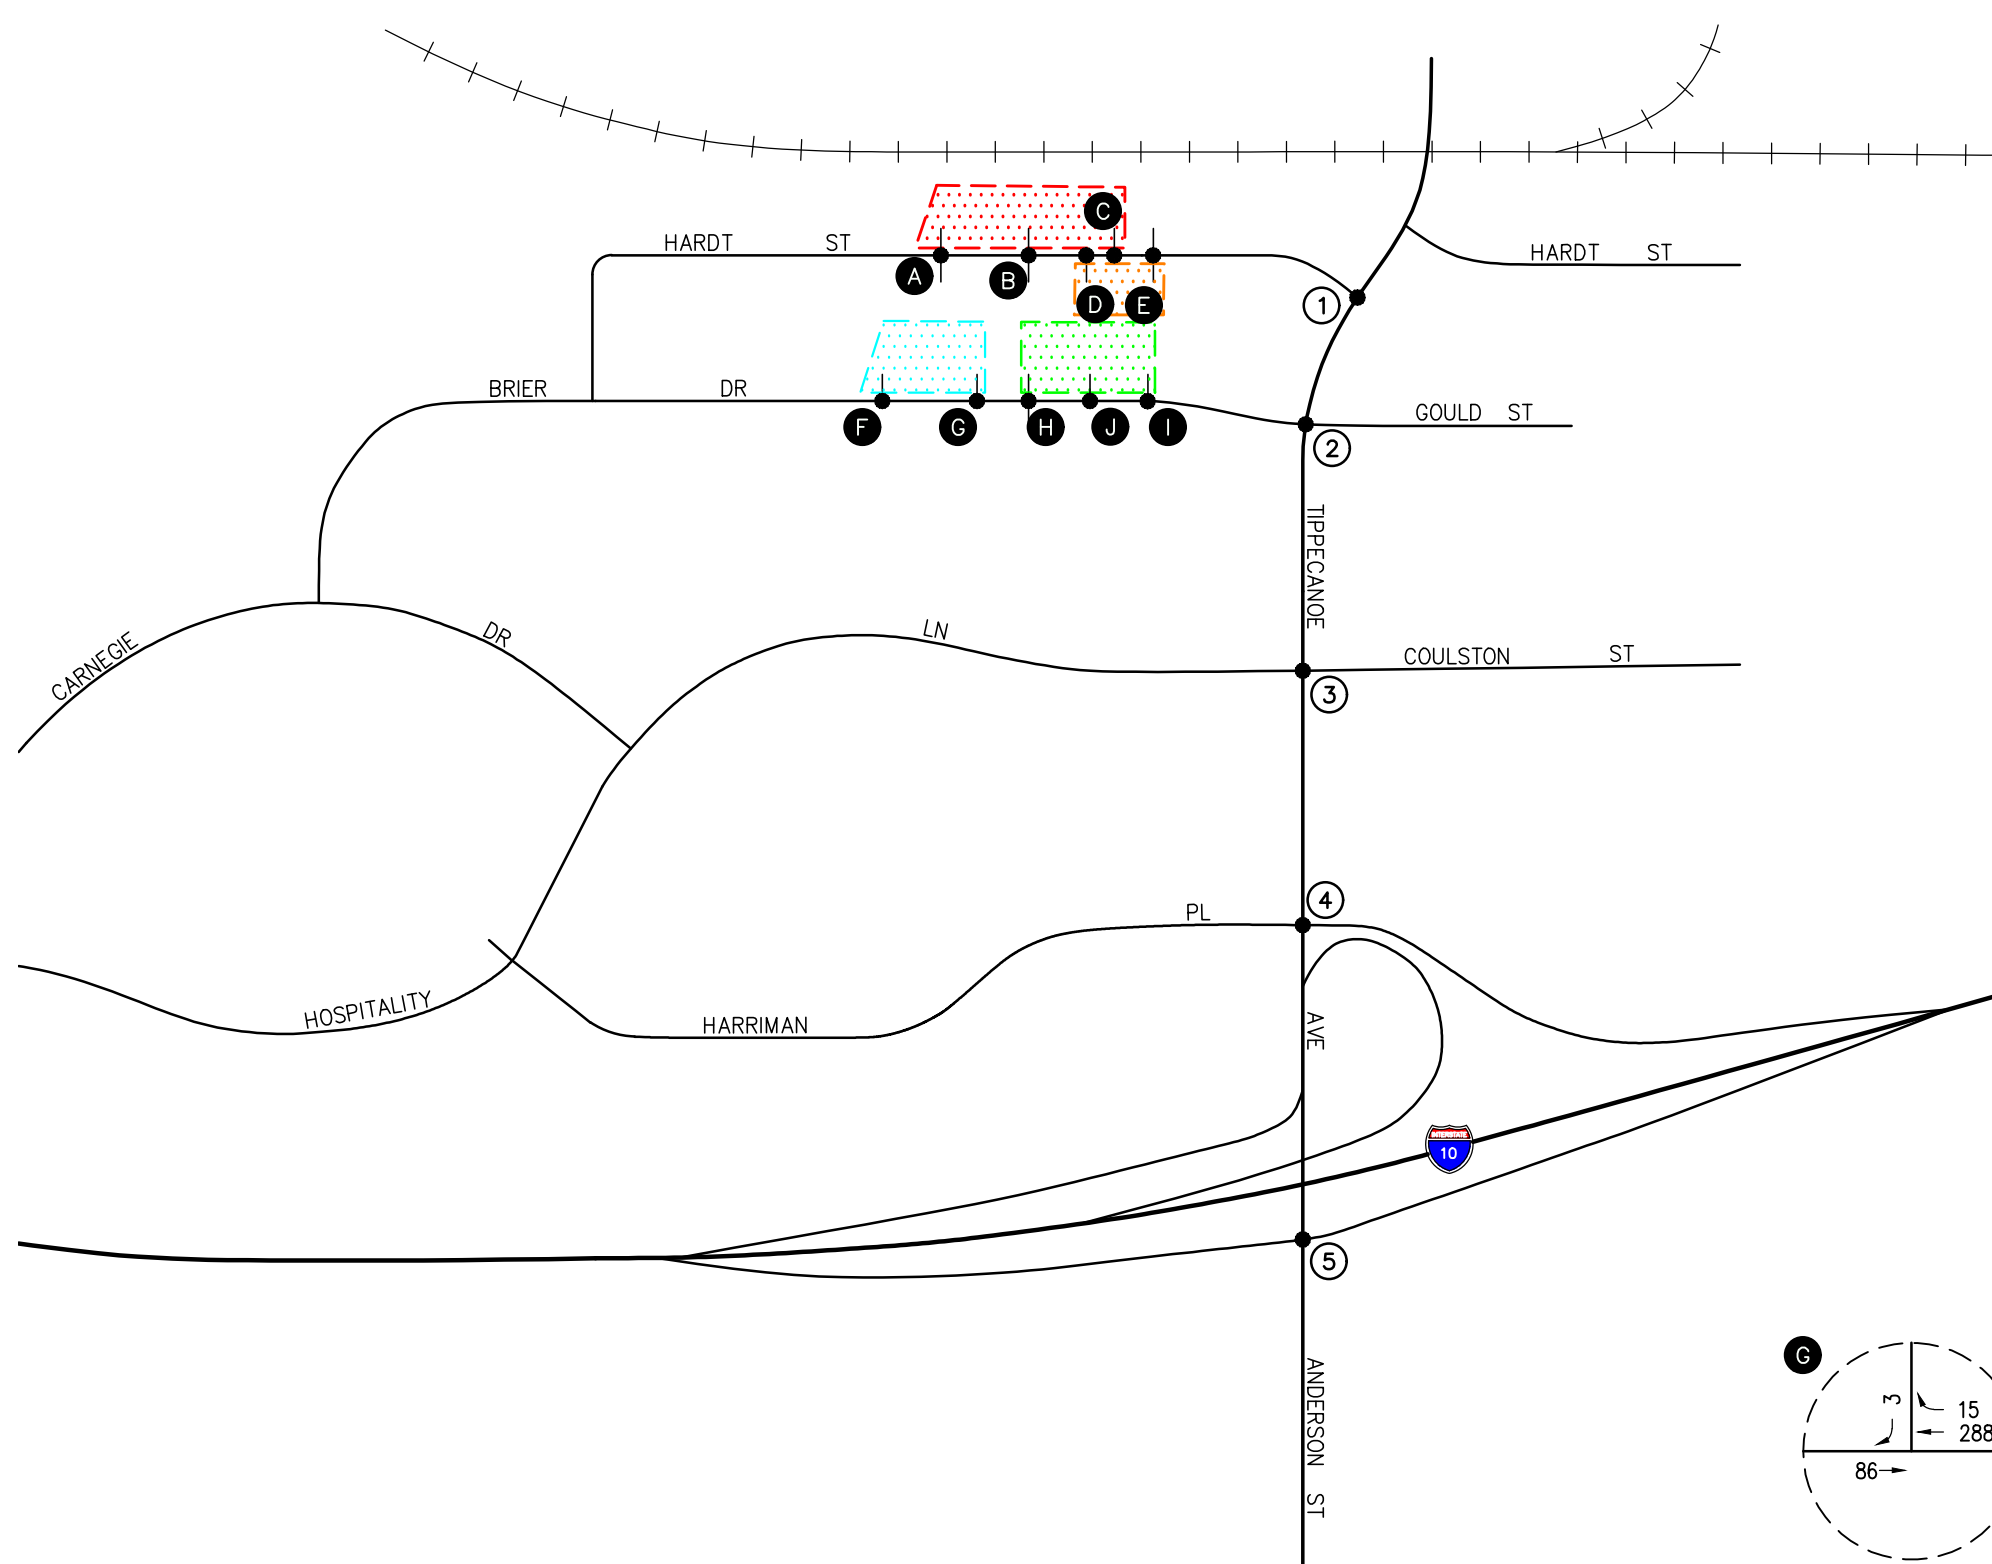 C
HARDT ST
HARDT ST
A
B
D
E
1
BRIER DR
GOULD ST
F
G
H
J
I
2
TIPPECANOE
CARNEGIE DR
LN
COULSTON ST
3
4
PL
HOSPITALITY
HARRIMAN
AVE
INTERSTATE
10
5
G
3
15
288
86
ANDERSON ST